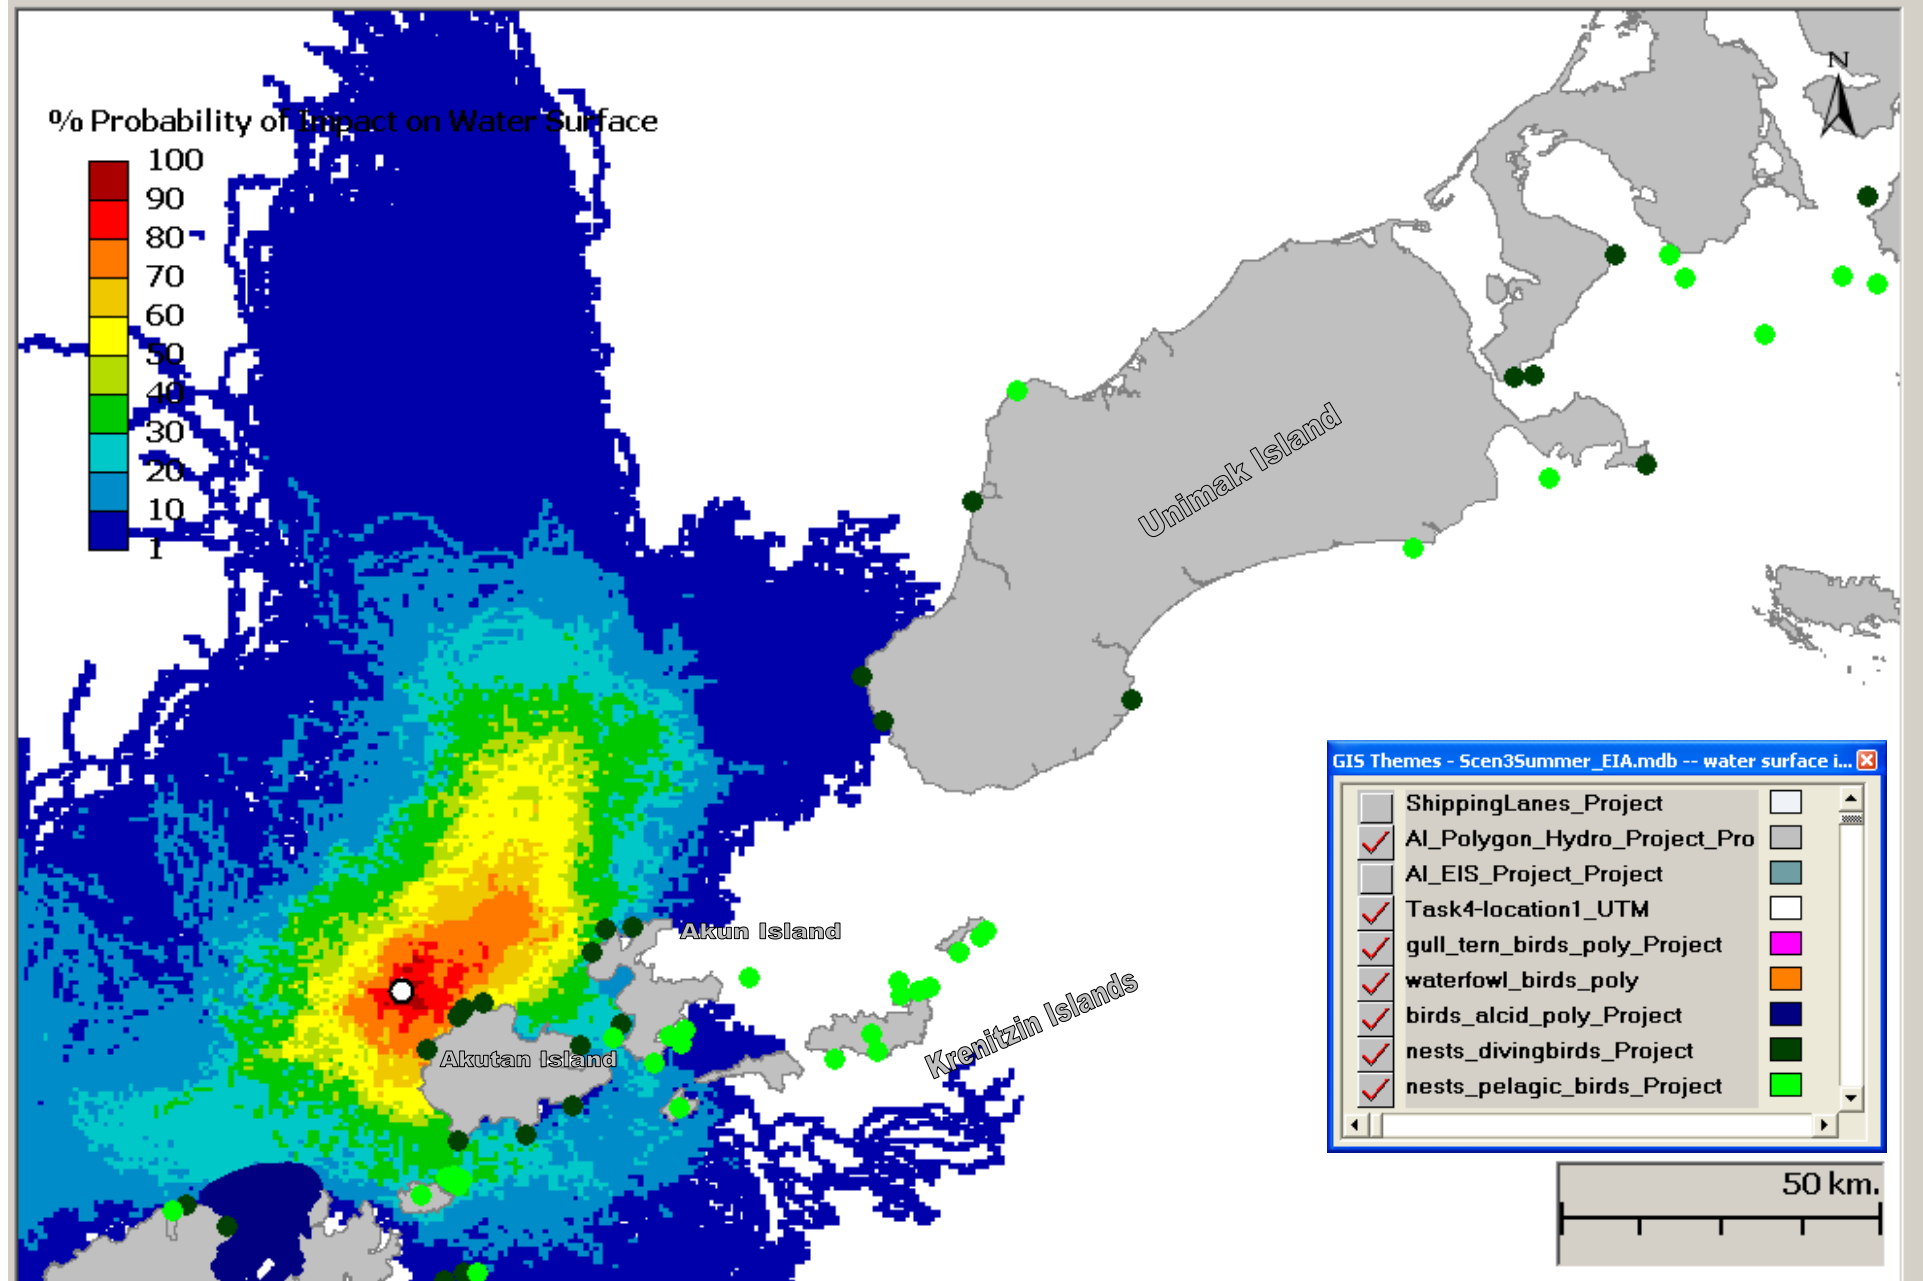 N
% Probability of Impact on Water Surface
100
90
80
70
60
50
40
30
20
10
1
Unimak Island
Akun Island
Akutan Island
Krenitzin Islands
GIS Themes - Scen3Summer_EIA.mdb -- water surface i...
ShippingLanes_Project
AI_Polygon_Hydro_Project_Pro
AI_EIS_Project_Project
Task4-location1_UTM
gull_tern_birds_poly_Project
waterfowl_birds_poly
birds_alcid_poly_Project
nests_divingbirds_Project
nests_pelagic_birds_Project
50 km.